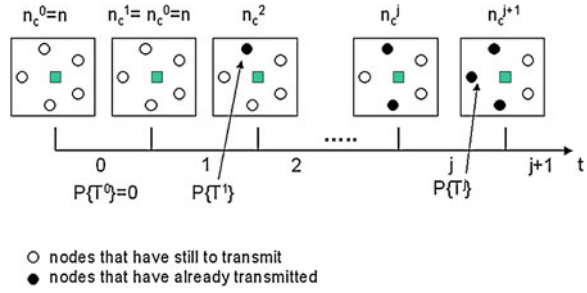 n_c^0=n n_c^1= n_c^0=n n_c^2 n_c^j n_c^{j+1}
.....
0 1 2 j j+1 t
P{T^0}=0 P{T^1} P{T^j}
nodes that have still to transmit
nodes that have already transmitted